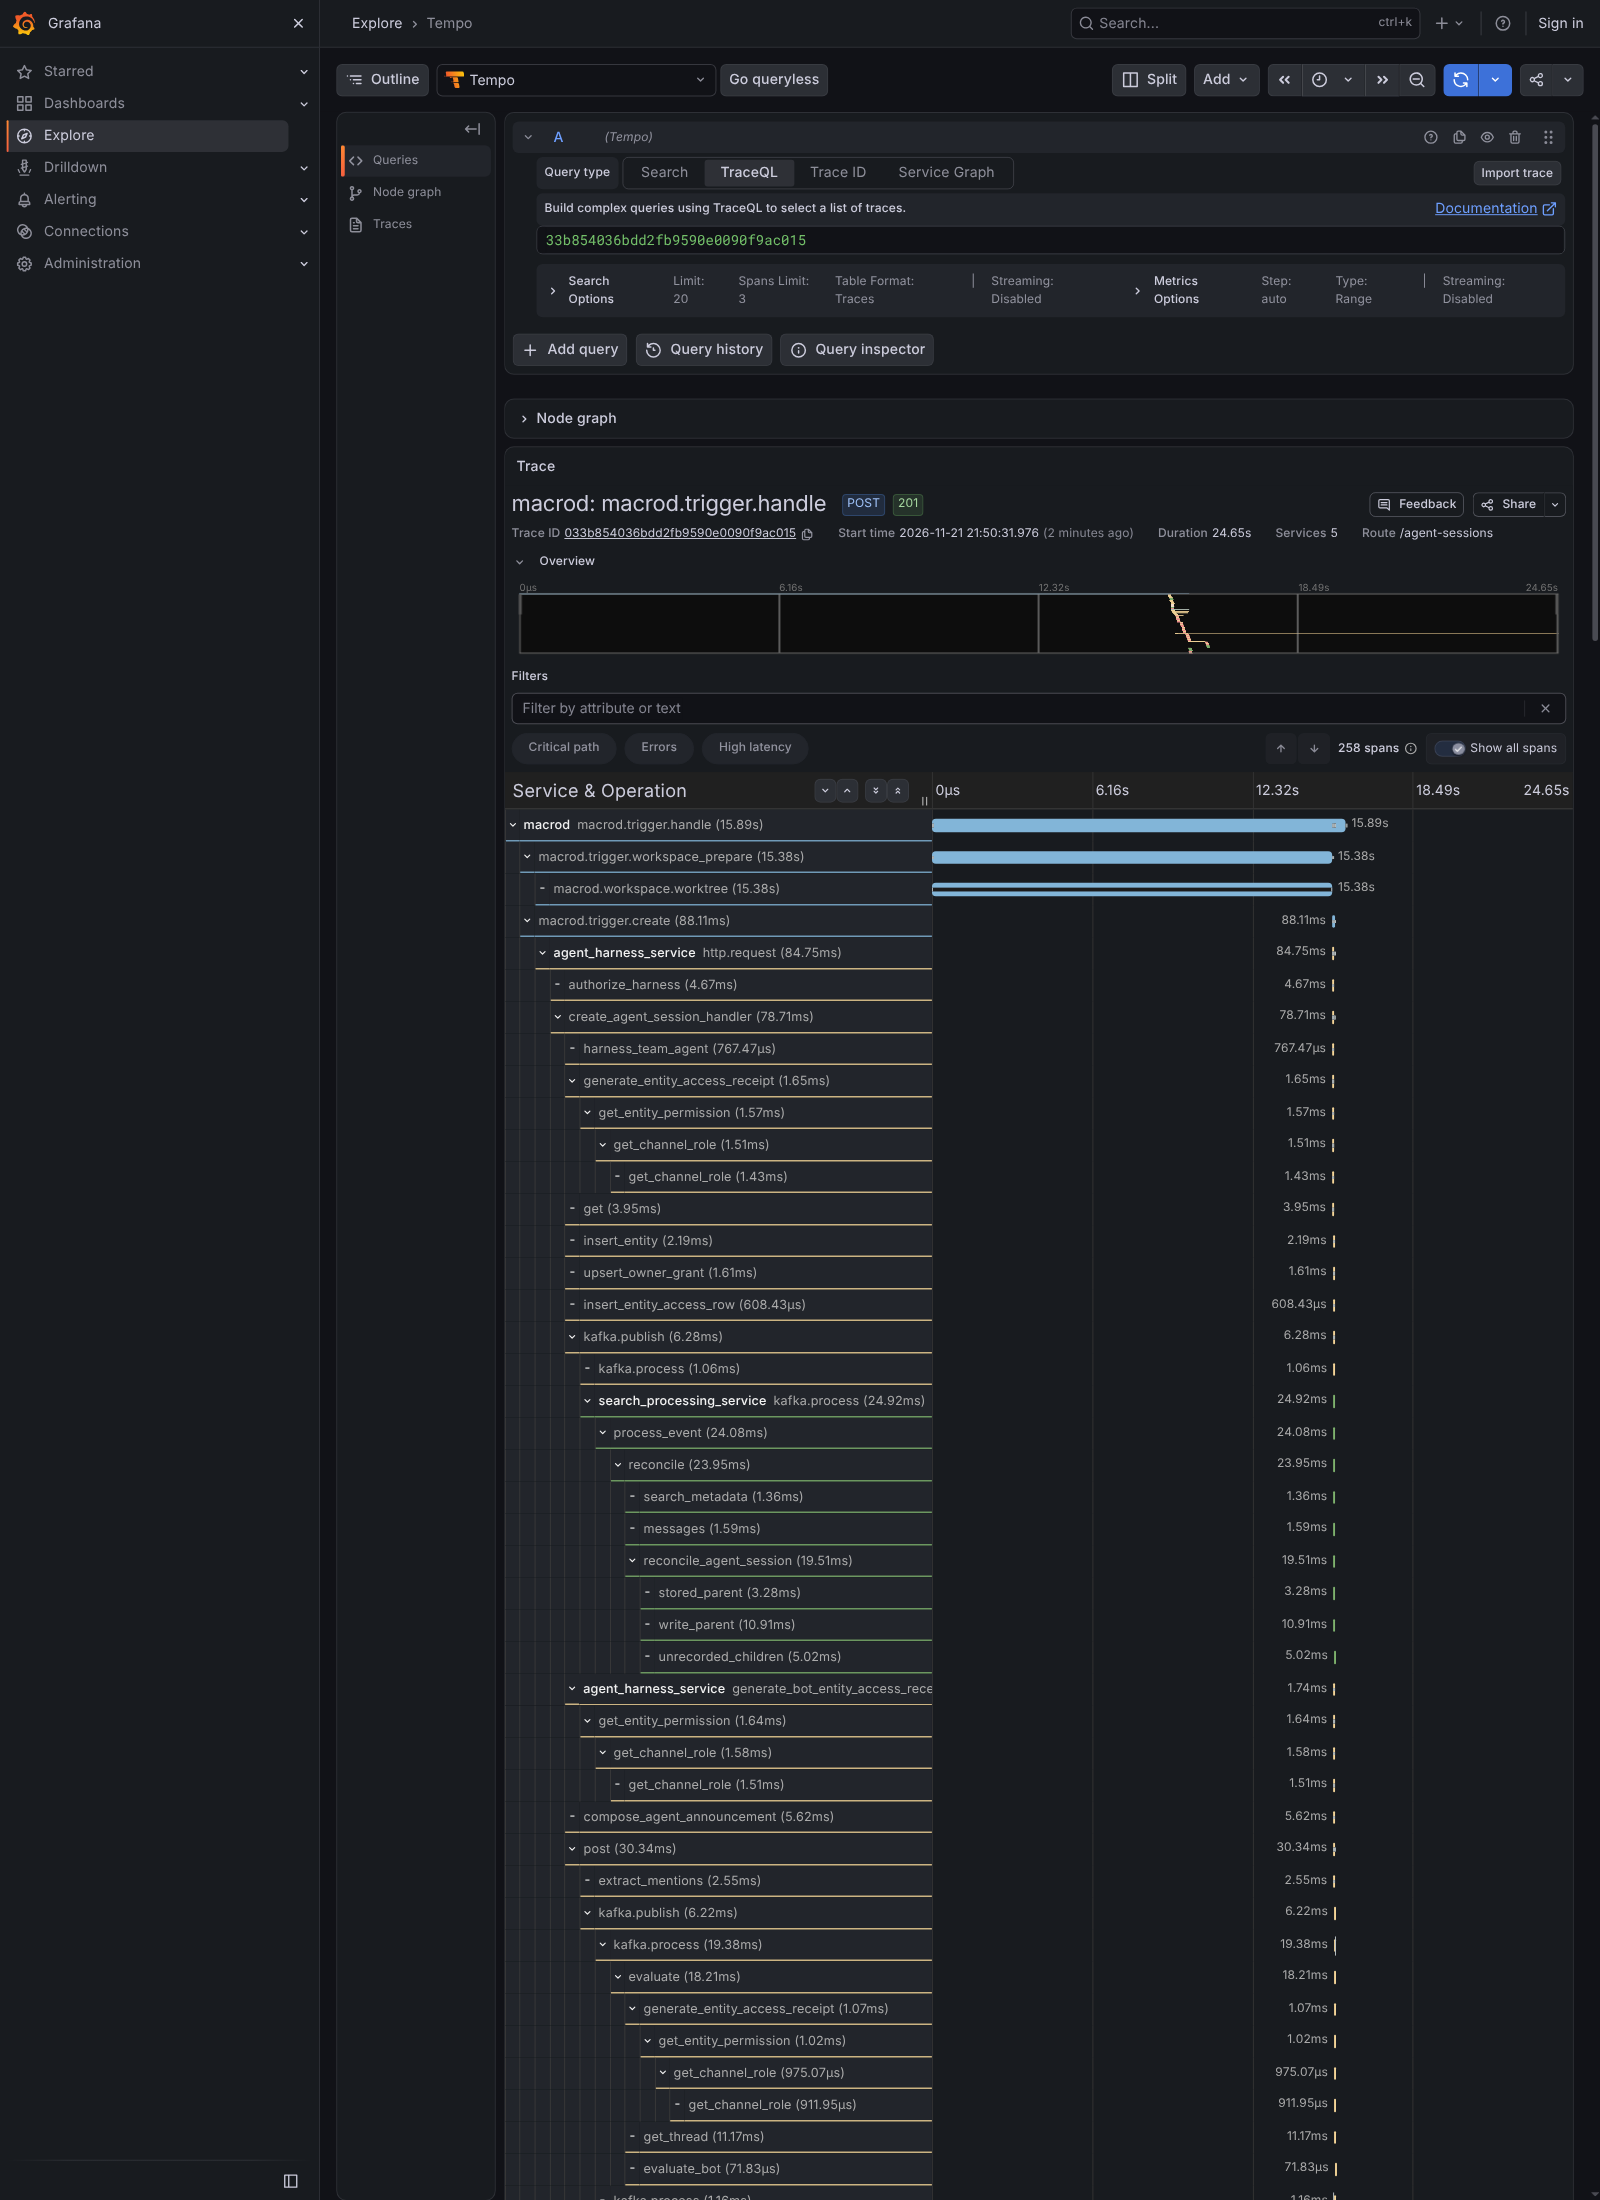 Grafana
Explore › Tempo
Search...
ctrl+k
Sign in
Starred
Dashboards
Explore
Drilldown
Alerting
Connections
Administration
Outline
Tempo
Go queryless
Split
Add
Queries
Node graph
Traces
A
(Tempo)
Query type
Search
TraceQL
Trace ID
Service Graph
Import trace
Build complex queries using TraceQL to select a list of traces.
Documentation
33b854036bdd2fb9590e0090f9ac015
Search Options
Limit: 20
Spans Limit: 3
Table Format: Traces
Streaming: Disabled
Metrics Options
Step: auto
Type: Range
Streaming: Disabled
Add query
Query history
Query inspector
Node graph
Trace
macrod: macrod.trigger.handle
POST
201
Feedback
Share
Trace ID 033b854036bdd2fb9590e0090f9ac015
Start time 2026-11-21 21:50:31.976 (2 minutes ago)
Duration 24.65s
Services 5
Route /agent-sessions
Overview
0µs 6.16s 12.32s 18.49s 24.65s
Filters
Filter by attribute or text
Critical path
Errors
High latency
258 spans
Show all spans
Service & Operation
0µs 6.16s 12.32s 18.49s 24.65s
macrod macrod.trigger.handle (15.89s) 15.89s
macrod.trigger.workspace_prepare (15.38s) 15.38s
macrod.workspace.worktree (15.38s) 15.38s
macrod.trigger.create (88.11ms) 88.11ms
agent_harness_service http.request (84.75ms) 84.75ms
authorize_harness (4.67ms) 4.67ms
create_agent_session_handler (78.71ms) 78.71ms
harness_team_agent (767.47µs) 767.47µs
generate_entity_access_receipt (1.65ms) 1.65ms
get_entity_permission (1.57ms) 1.57ms
get_channel_role (1.51ms) 1.51ms
get_channel_role (1.43ms) 1.43ms
get (3.95ms) 3.95ms
insert_entity (2.19ms) 2.19ms
upsert_owner_grant (1.61ms) 1.61ms
insert_entity_access_row (608.43µs) 608.43µs
kafka.publish (6.28ms) 6.28ms
kafka.process (1.06ms) 1.06ms
search_processing_service kafka.process (24.92ms) 24.92ms
process_event (24.08ms) 24.08ms
reconcile (23.95ms) 23.95ms
search_metadata (1.36ms) 1.36ms
messages (1.59ms) 1.59ms
reconcile_agent_session (19.51ms) 19.51ms
stored_parent (3.28ms) 3.28ms
write_parent (10.91ms) 10.91ms
unrecorded_children (5.02ms) 5.02ms
agent_harness_service generate_bot_entity_access_rece 1.74ms
get_entity_permission (1.64ms) 1.64ms
get_channel_role (1.58ms) 1.58ms
get_channel_role (1.51ms) 1.51ms
compose_agent_announcement (5.62ms) 5.62ms
post (30.34ms) 30.34ms
extract_mentions (2.55ms) 2.55ms
kafka.publish (6.22ms) 6.22ms
kafka.process (19.38ms) 19.38ms
evaluate (18.21ms) 18.21ms
generate_entity_access_receipt (1.07ms) 1.07ms
get_entity_permission (1.02ms) 1.02ms
get_channel_role (975.07µs) 975.07µs
get_channel_role (911.95µs) 911.95µs
get_thread (11.17ms) 11.17ms
evaluate_bot (71.83µs) 71.83µs
kafka.process (1.16ms) 1.16ms